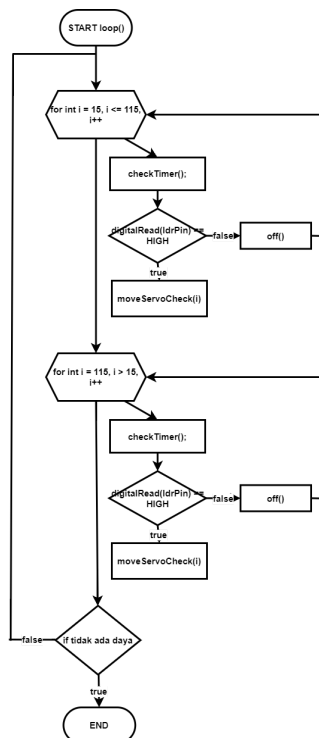 START loop()
for int i = 15, i <= 115,
i++
checkTimer();
digitalRead(ldrPin) ==
HIGH
false
off()
true
moveServoCheck(i)
for int i = 115, i > 15,
i++
checkTimer();
digitalRead(ldrPin) ==
HIGH
false
off()
true
moveServoCheck(i)
false
if tidak ada daya
true
END